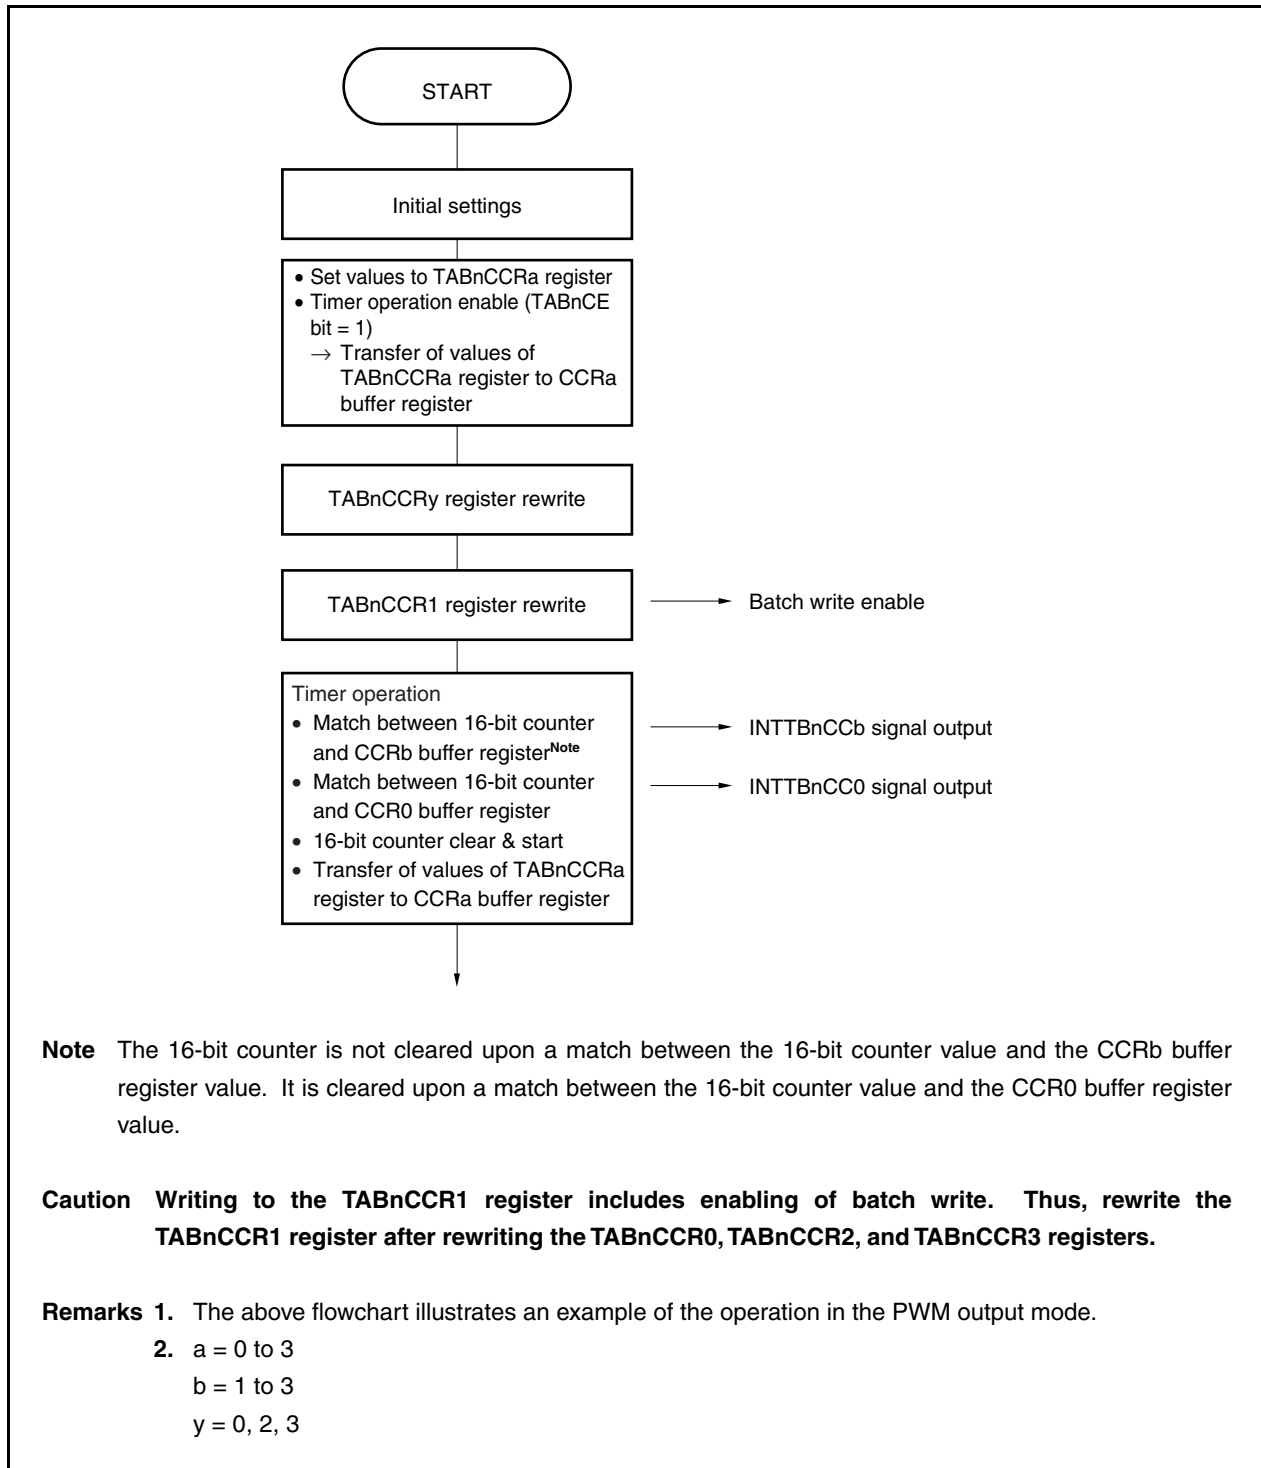 START
Initial settings
• Set values to TABnCCRa register
• Timer operation enable (TABnCE
bit = 1)
→ Transfer of values of
TABnCCRa register to CCRa
buffer register
TABnCCRy register rewrite
TABnCCR1 register rewrite
Batch write enable
Timer operation
• Match between 16-bit counter
and CCRb buffer registerNote
INTTBnCCb signal output
• Match between 16-bit counter
and CCR0 buffer register
INTTBnCC0 signal output
• 16-bit counter clear & start
• Transfer of values of TABnCCRa
register to CCRa buffer register
Note The 16-bit counter is not cleared upon a match between the 16-bit counter value and the CCRb buffer
register value. It is cleared upon a match between the 16-bit counter value and the CCR0 buffer register
value.
Caution Writing to the TABnCCR1 register includes enabling of batch write. Thus, rewrite the
TABnCCR1 register after rewriting the TABnCCR0, TABnCCR2, and TABnCCR3 registers.
Remarks 1. The above flowchart illustrates an example of the operation in the PWM output mode.
2. a = 0 to 3
b = 1 to 3
y = 0, 2, 3